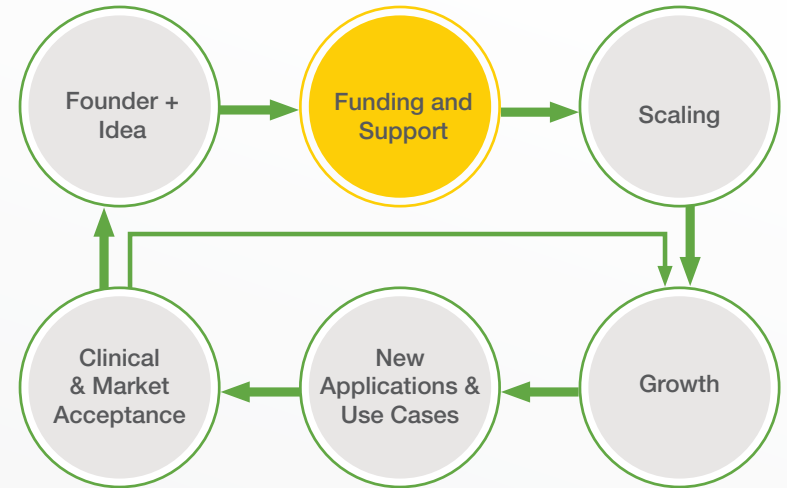 Founder +
Idea
Funding and
Support
Scaling
Clinical
& Market
Acceptance
New
Applications &
Use Cases
Growth